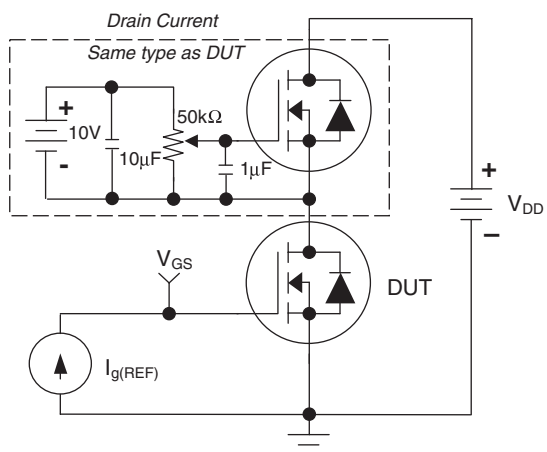 Drain Current
Same type as DUT
+
10V
-
10μF
50kΩ
1μF
+
V_DD
−
V_GS
DUT
I_g(REF)